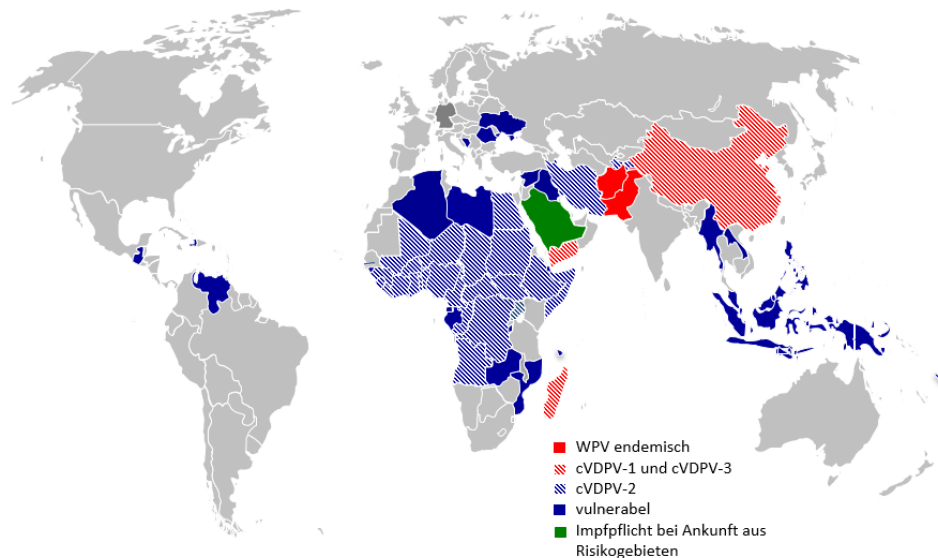 WPV endemisch
cVDPV-1 und cVDPV-3
cVDPV-2
vulnerabel
Impfpflicht bei Ankunft aus
Risikogebieten